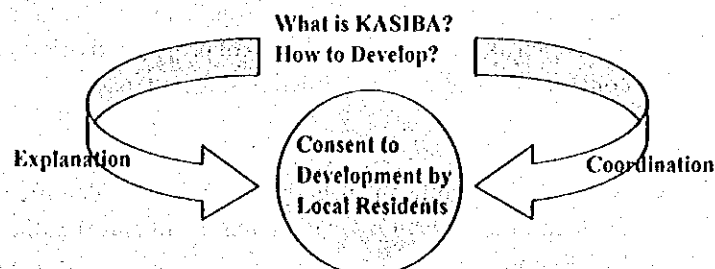 What is KASIBA?
How to Develop?
Explanation
Consent to
Development by
Local Residents
Coordination